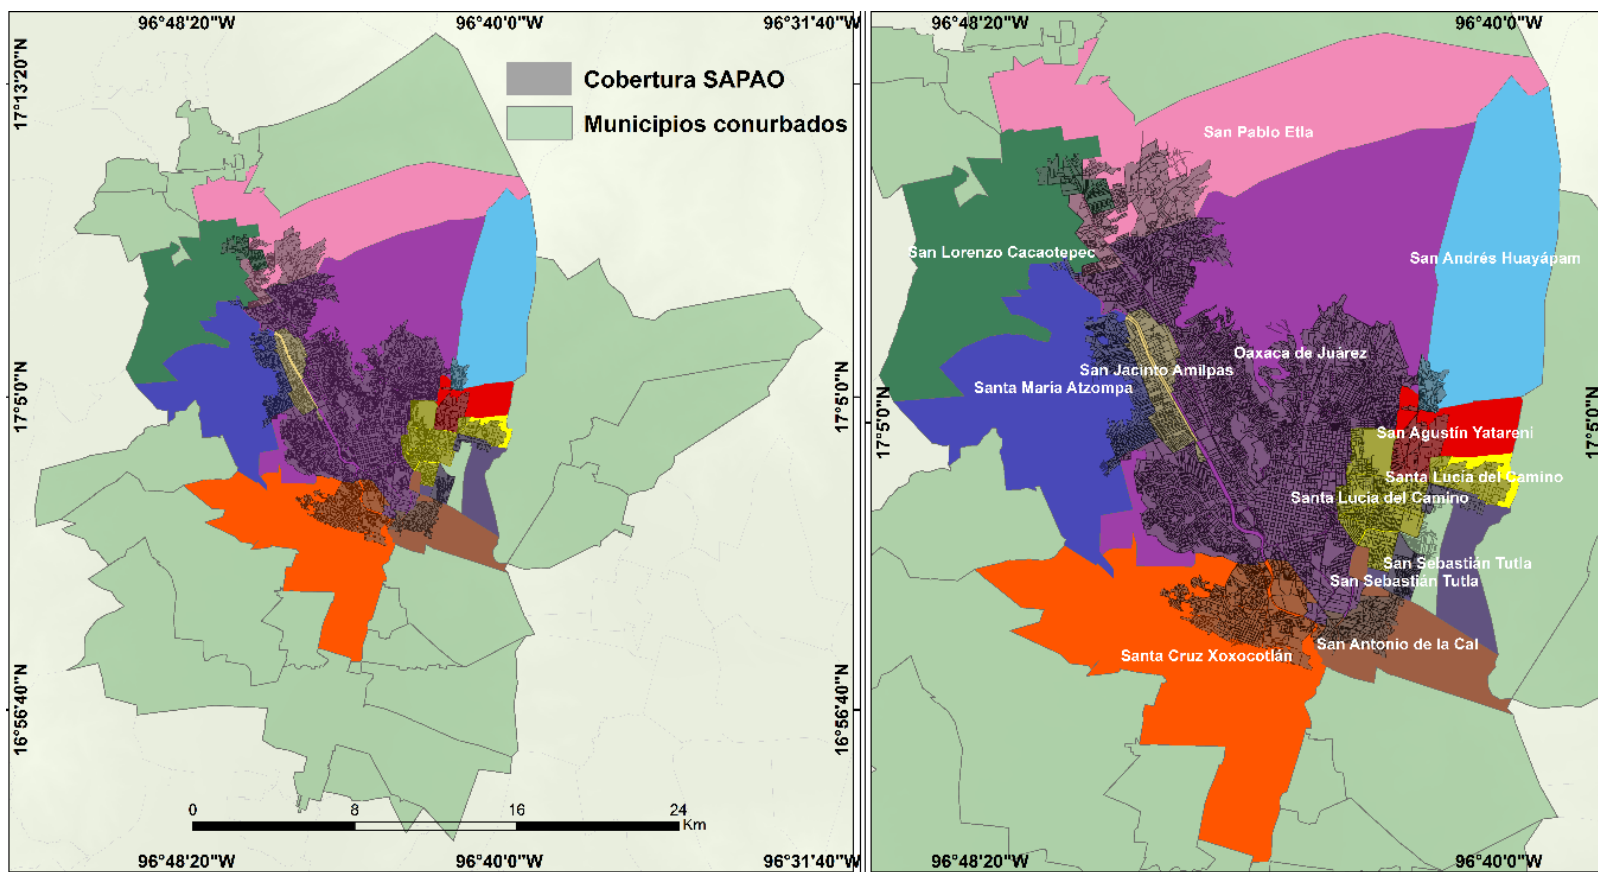 96°48'20"W
96°40'0"W
96°31'40"W
17°13'20"N
17°13'20"N
Cobertura SAPAO
Municipios conurbados
17°5'0"N
17°5'0"N
16°56'40"N
16°56'40"N
0
8
16
24
Km
96°48'20"W
96°40'0"W
96°31'40"W
96°48'20"W
96°40'0"W
San Pablo Etla
San Lorenzo Cacaotepec
San Andrés Huayápam
Oaxaca de Juárez
San Jacinto Amilpas
Santa María Atzompa
17°5'0"N
17°5'0"N
San Agustín Yatareni
Santa Lucía del Camino
Santa Lucía del Camino
San Sebastián Tutla
San Sebastián Tutla
San Antonio de la Cal
Santa Cruz Xoxocotlán
96°48'20"W
96°40'0"W